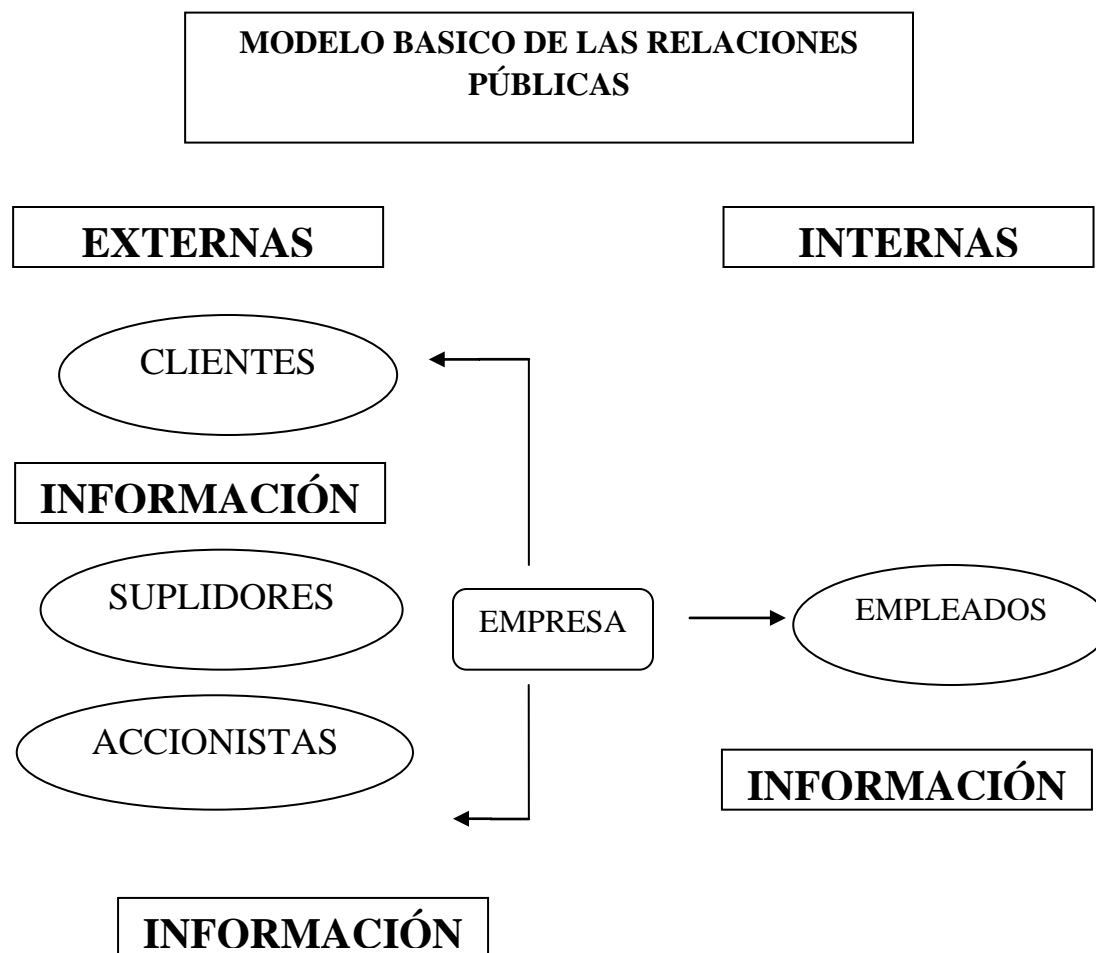 MODELO BASICO DE LAS RELACIONES
PÚBLICAS
EXTERNAS
INTERNAS
CLIENTES
INFORMACIÓN
SUPLIDORES
EMPRESA
EMPLEADOS
ACCIONISTAS
INFORMACIÓN
INFORMACIÓN